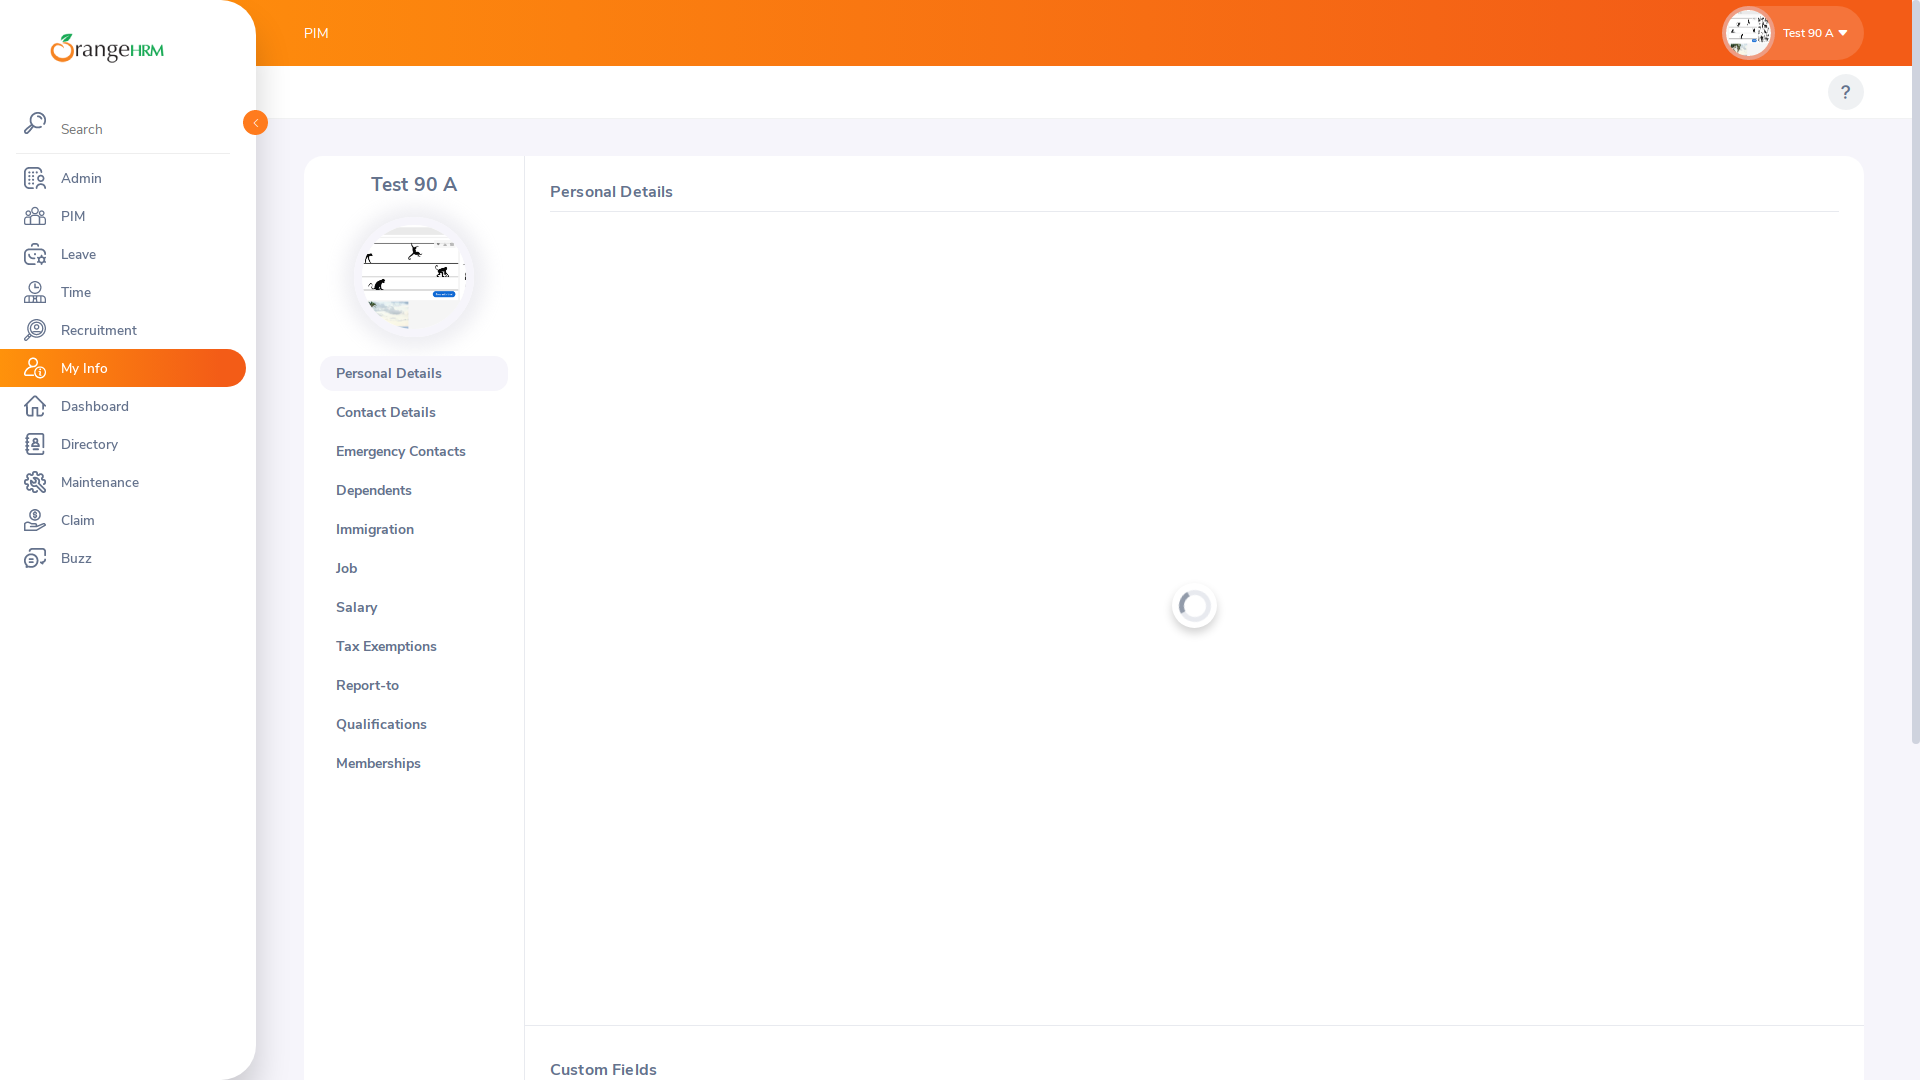 OrangeHRM
Search
Admin
PIM
Leave
Time
Recruitment
My Info
Dashboard
Directory
Maintenance
Claim
Buzz
PIM
Test 90 A
?
Test 90 A
Personal Details
Contact Details
Emergency Contacts
Dependents
Immigration
Job
Salary
Tax Exemptions
Report-to
Qualifications
Memberships
Personal Details
Custom Fields